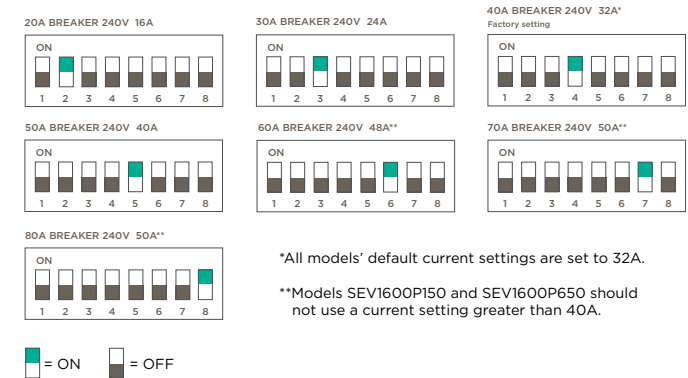 20A BREAKER 240V 16A
ON
1 2 3 4 5 6 7 8
30A BREAKER 240V 24A
ON
1 2 3 4 5 6 7 8
40A BREAKER 240V 32A*
Factory setting
ON
1 2 3 4 5 6 7 8
50A BREAKER 240V 40A
ON
1 2 3 4 5 6 7 8
60A BREAKER 240V 48A**
ON
1 2 3 4 5 6 7 8
70A BREAKER 240V 50A**
ON
1 2 3 4 5 6 7 8
80A BREAKER 240V 50A**
ON
1 2 3 4 5 6 7 8
*All models’ default current settings are set to 32A.
**Models SEV1600P150 and SEV1600P650 should
not use a current setting greater than 40A.
= ON
= OFF